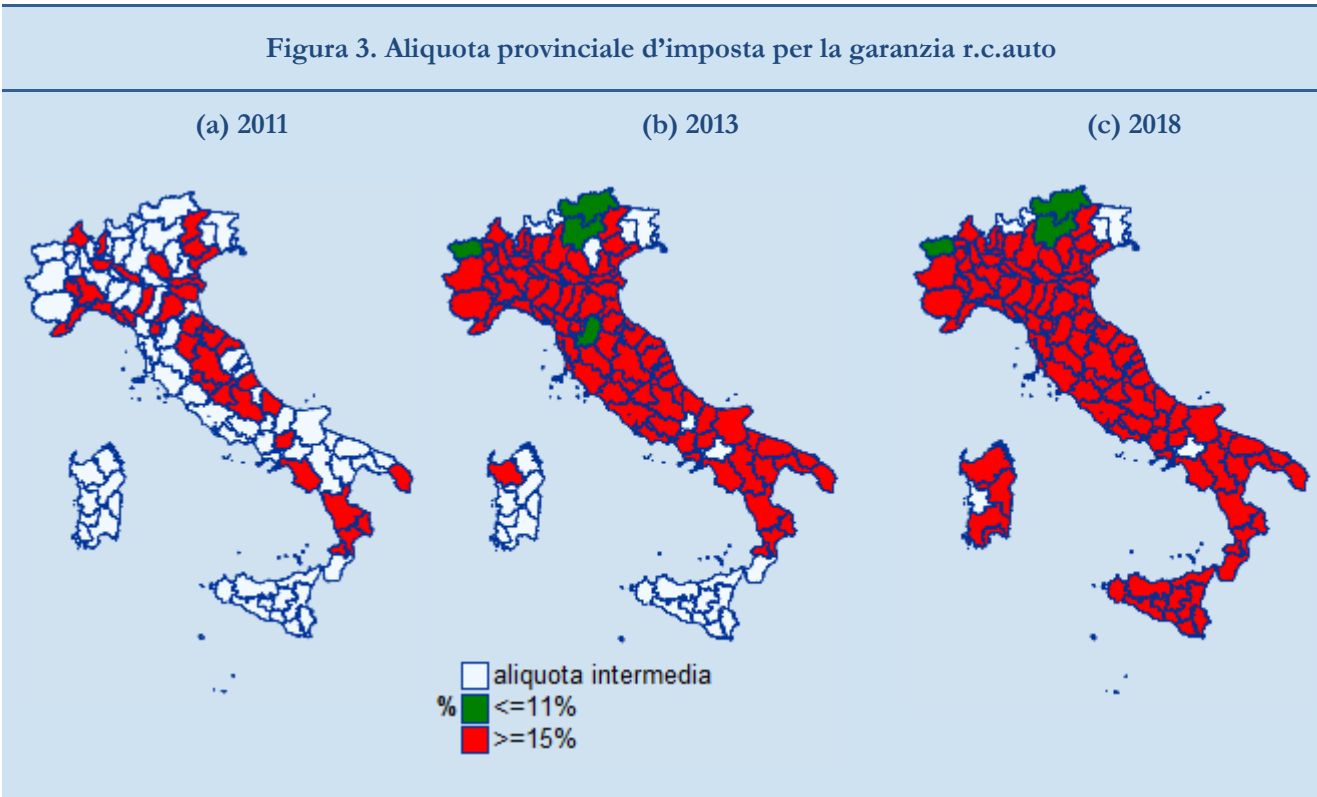 Figura 3. Aliquota provinciale d’imposta per la garanzia r.c.auto
(a) 2011
(b) 2013
(c) 2018
aliquota intermedia
% <=11%
>=15%